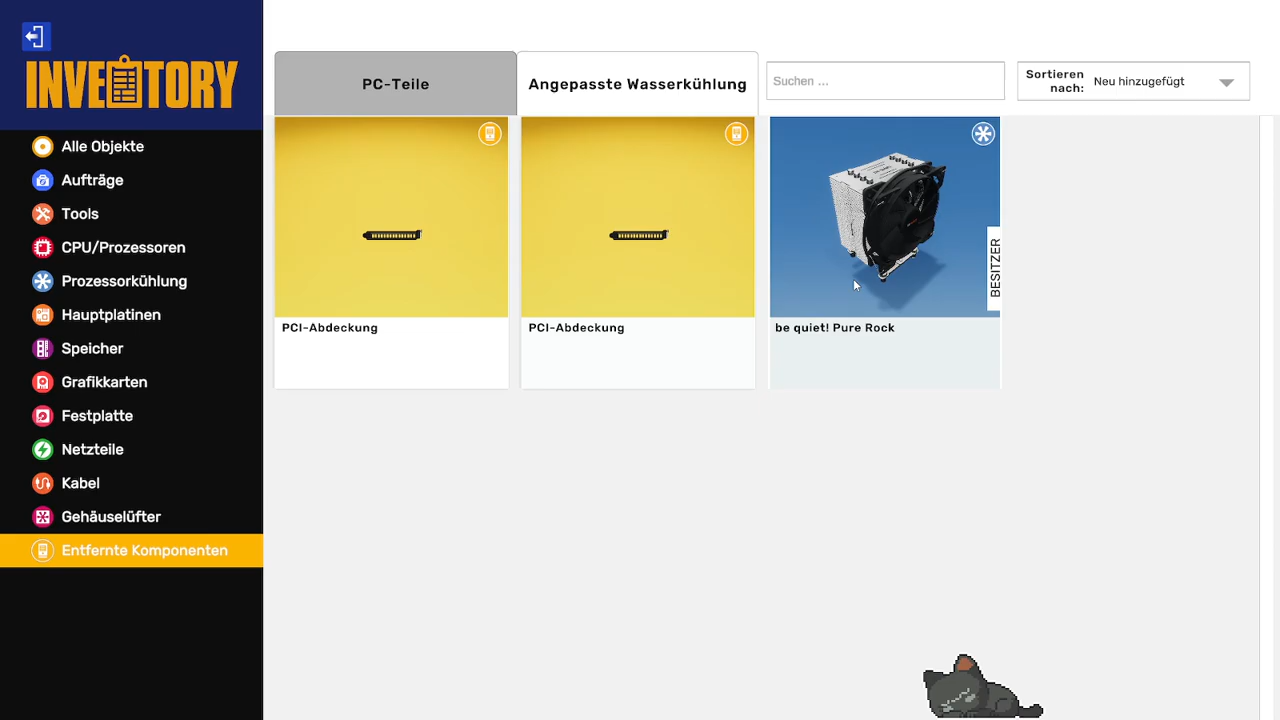 INVENTORY
PC-Teile
Angepasste Wasserkühlung
Suchen ...
Sortieren nach:
Neu hinzugefügt
Alle Objekte
Aufträge
Tools
CPU/Prozessoren
Prozessorkühlung
Hauptplatinen
Speicher
Grafikkarten
Festplatte
Netzteile
Kabel
Gehäuselüfter
Entfernte Komponenten
PCI-Abdeckung
PCI-Abdeckung
BESITZER
be quiet! Pure Rock